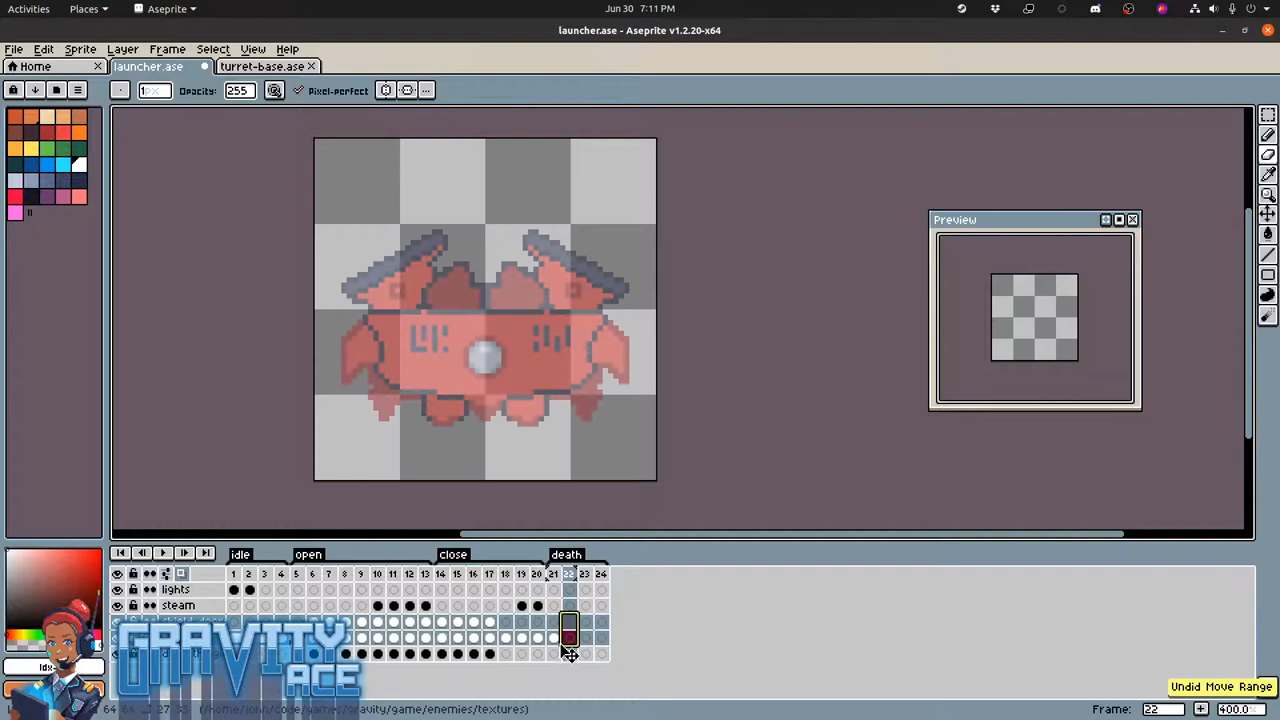 Activities Places Aseprite Jun 30 7:11 PM
launcher.ase - Aseprite v1.2.20-x64
File Edit Sprite Layer Frame Select View Help
Home launcher.ase turret-base.ase
1px Opacity: 255 Pixel-perfect
Preview
idle open close death
1 2 3 4 5 6 7 8 9 10 11 12 13 14 15 16 17 18 19 20 21 22 23 24
lights
steam
GRAVITY
ACE
Idx-
Undid Move Range
/home/john/code/games/gravity/game/enemies/textures)
Frame: 22 400.0%